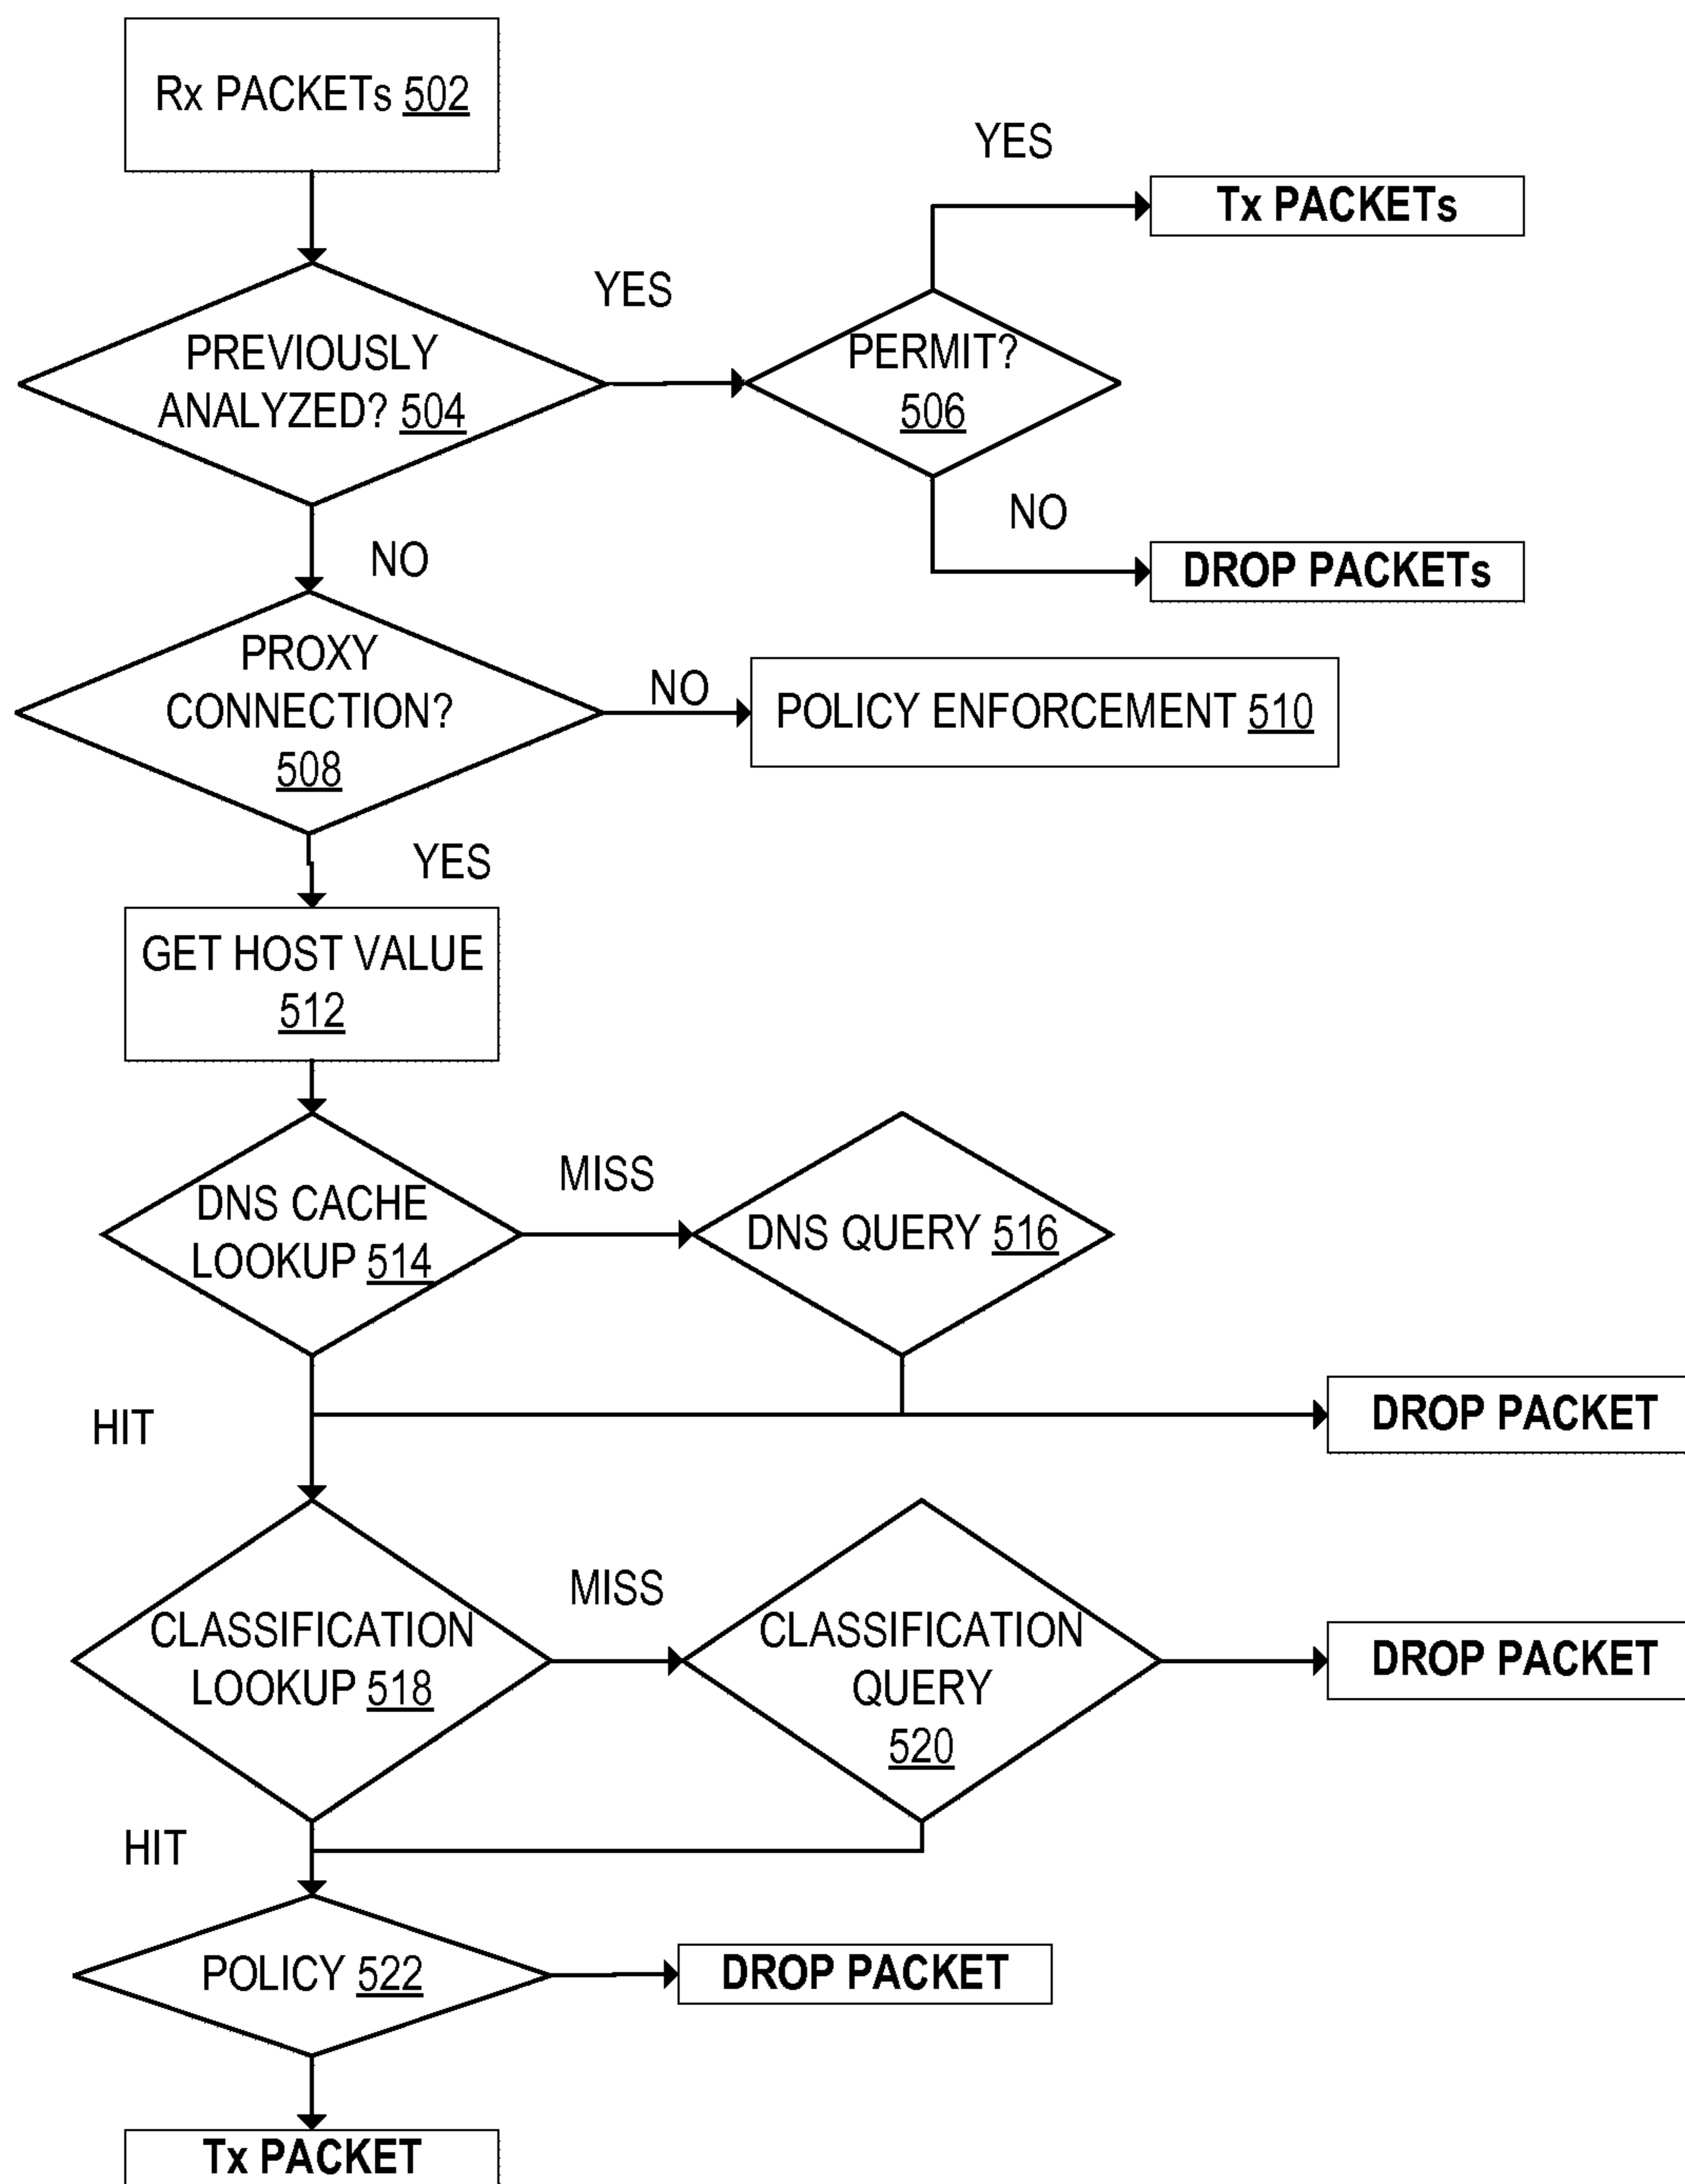 Rx PACKETs 502
YES
Tx PACKETs
YES
PREVIOUSLY
ANALYZED? 504
PERMIT?
506
NO
DROP PACKETs
NO
PROXY
CONNECTION?
508
NO
POLICY ENFORCEMENT 510
YES
GET HOST VALUE
512
MISS
DNS CACHE
LOOKUP 514
DNS QUERY 516
HIT
DROP PACKET
MISS
CLASSIFICATION
LOOKUP 518
CLASSIFICATION
QUERY
520
DROP PACKET
HIT
POLICY 522
DROP PACKET
Tx PACKET